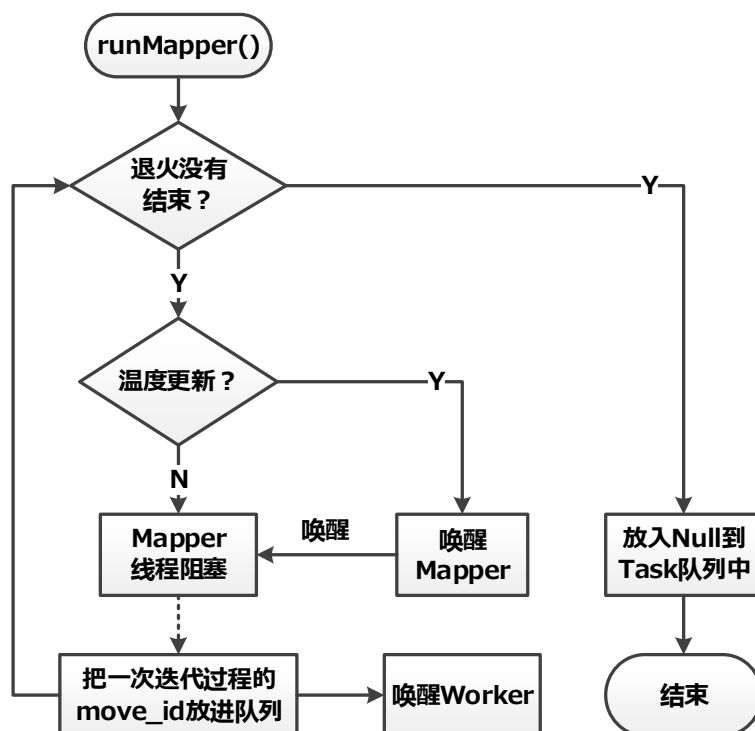 runMapper()
退火没有
结束？
Y
Y
温度更新？
Y
N
Mapper
线程阻塞
唤醒
唤醒
Mapper
放入Null到
Task队列中
把一次迭代过程的
move_id放进队列
唤醒Worker
结束